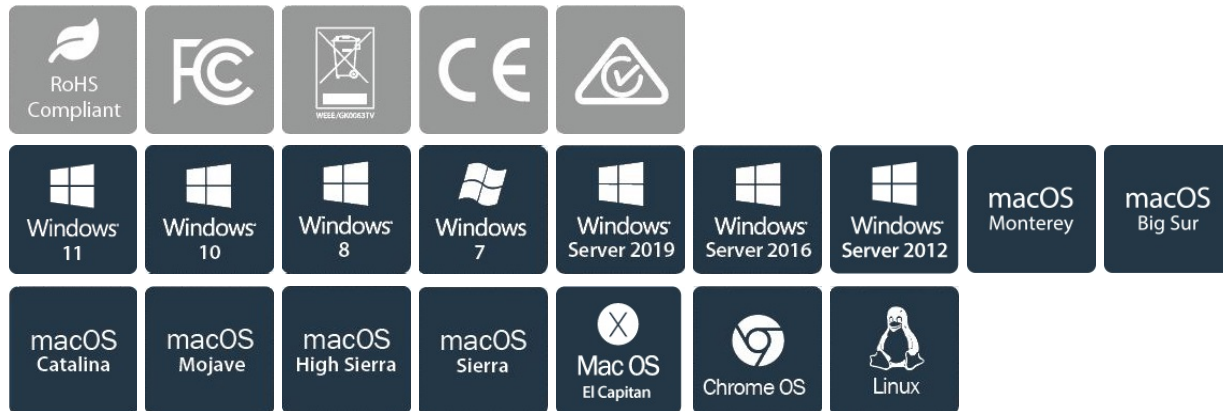 RoHS
Compliant
FC
WEEE/GK0063TV
CE
Windows
11
Windows
10
Windows
8
Windows
7
Windows
Server 2019
Windows
Server 2016
Windows
Server 2012
macOS
Monterey
macOS
Big Sur
macOS
Catalina
macOS
Mojave
macOS
High Sierra
macOS
Sierra
X
Mac OS
El Capitan
Chrome OS
Linux